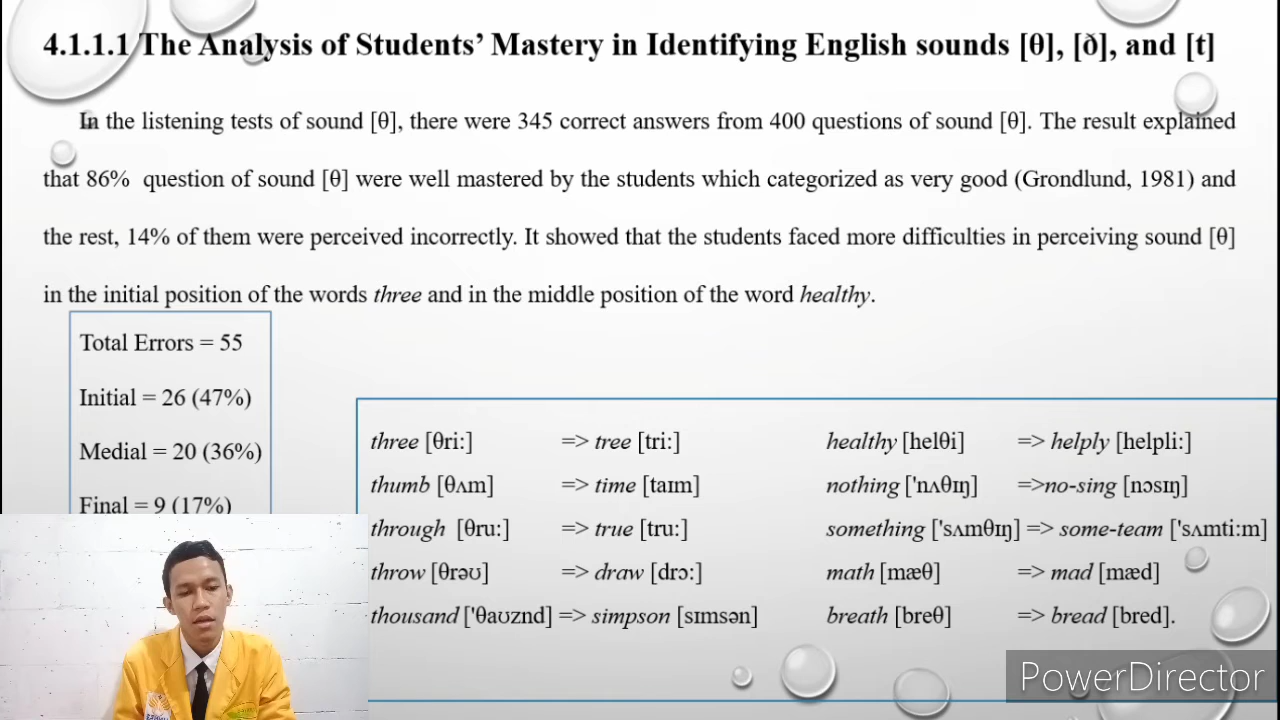 4.1.1.1 The Analysis of Students’ Mastery in Identifying English sounds [θ], [ð], and [t]
In the listening tests of sound [θ], there were 345 correct answers from 400 questions of sound [θ]. The result explained
that 86% question of sound [θ] were well mastered by the students which categorized as very good (Grondlund, 1981) and
the rest, 14% of them were perceived incorrectly. It showed that the students faced more difficulties in perceiving sound [θ]
in the initial position of the words three and in the middle position of the word healthy.
Total Errors = 55
Initial = 26 (47%)
Medial = 20 (36%)
Final = 9 (17%)
three [θri:] => tree [tri:]
thumb [θʌm] => time [taɪm]
through [θru:] => true [tru:]
throw [θrəʊ] => draw [drɔ:]
thousand ['θaʊznd] => simpson [sɪmsən]
healthy [helθi] => helply [helpli:]
nothing ['nʌθɪŋ] =>no-sing [nɔsɪŋ]
something ['sʌmθɪŋ] => some-team ['sʌmti:m]
math [mæθ] => mad [mæd]
breath [breθ] => bread [bred].
PowerDirector